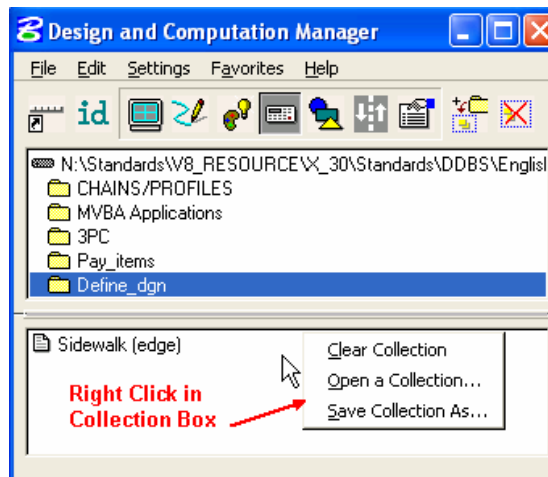 Design and Computation Manager
File Edit Settings Favorites Help
id
N:\Standards\V8_RESOURCE\X_30\Standards\DDBS\Englisl
CHAINS/PROFILES
MVBA Applications
3PC
Pay_items
Define_dgn
Sidewalk (edge)
Clear Collection
Open a Collection...
Save Collection As...
Right Click in
Collection Box